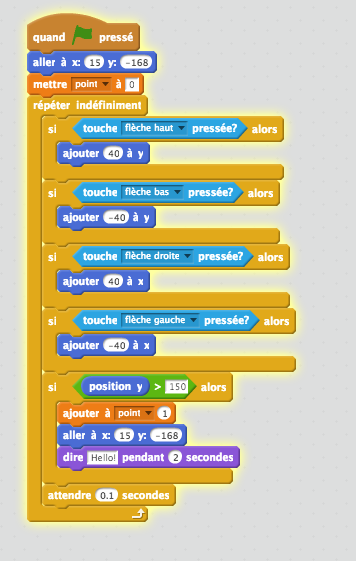 quand pressé
aller à x: 15 y: -168
mettre point à 0
répéter indéfiniment
si touche flèche haut pressée? alors
ajouter 40 à y
si touche flèche bas pressée? alors
ajouter -40 à y
si touche flèche droite pressée? alors
ajouter 40 à x
si touche flèche gauche pressée? alors
ajouter -40 à x
si position y > 150 alors
ajouter à point 1
aller à x: 15 y: -168
dire Hello! pendant 2 secondes
attendre 0.1 secondes